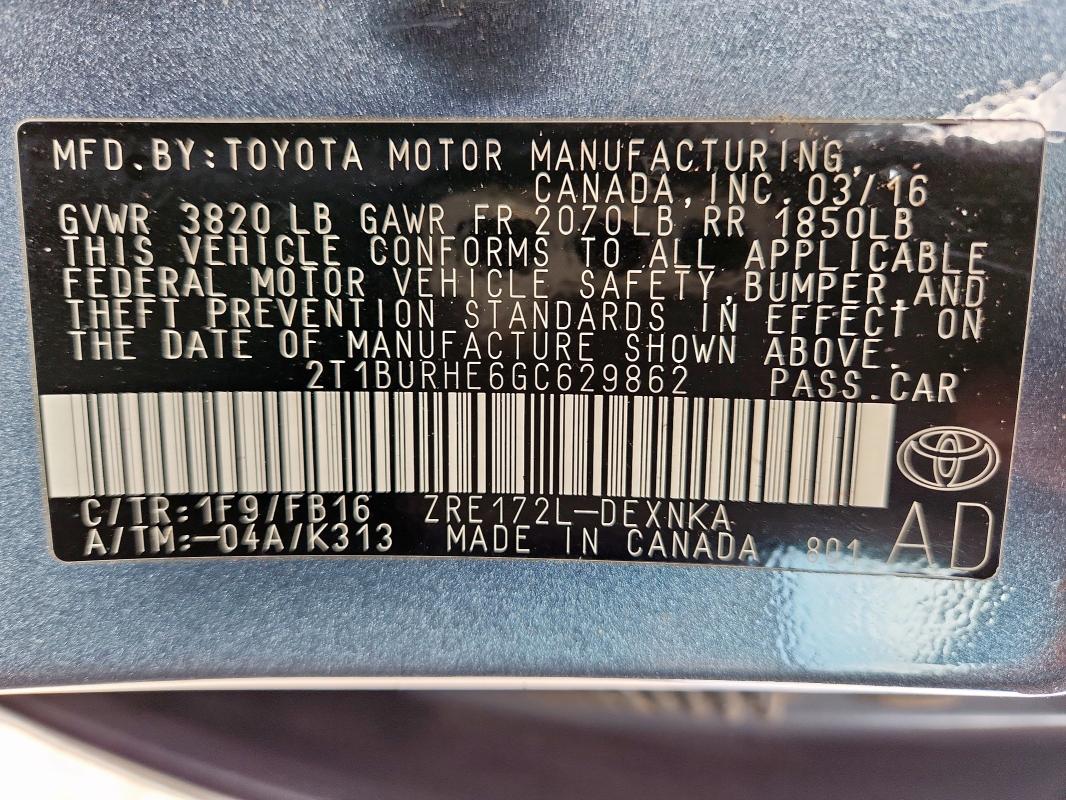 MFD.BY:TOYOTA MOTOR MANUFACTURING,
CANADA,INC. 03/16
GVWR 3820 LB GAWR FR 2070LB RR 1850LB
THIS VEHICLE CONFORMS TO ALL APPLICABLE
FEDERAL MOTOR VEHICLE SAFETY,BUMPER,AND
THEFT PREVENTION STANDARDS IN EFFECT ON
THE DATE OF MANUFACTURE SHOWN ABOVE.
2T1BURHE6GC629862 PASS.CAR
C/TR:1F9/FB16 ZRE172L-DEXNKA
A/TM:-04A/K313 MADE IN CANADA 801 AD